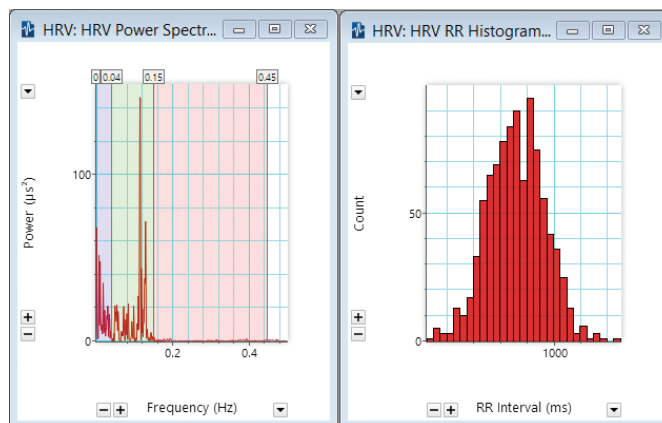 HRV: HRV Power Spectr...
0 0.04 0.15 0.45
Power (µs²)
100
0
0.2 0.4
Frequency (Hz)
HRV: HRV RR Histogram...
Count
50
0
1000
RR Interval (ms)